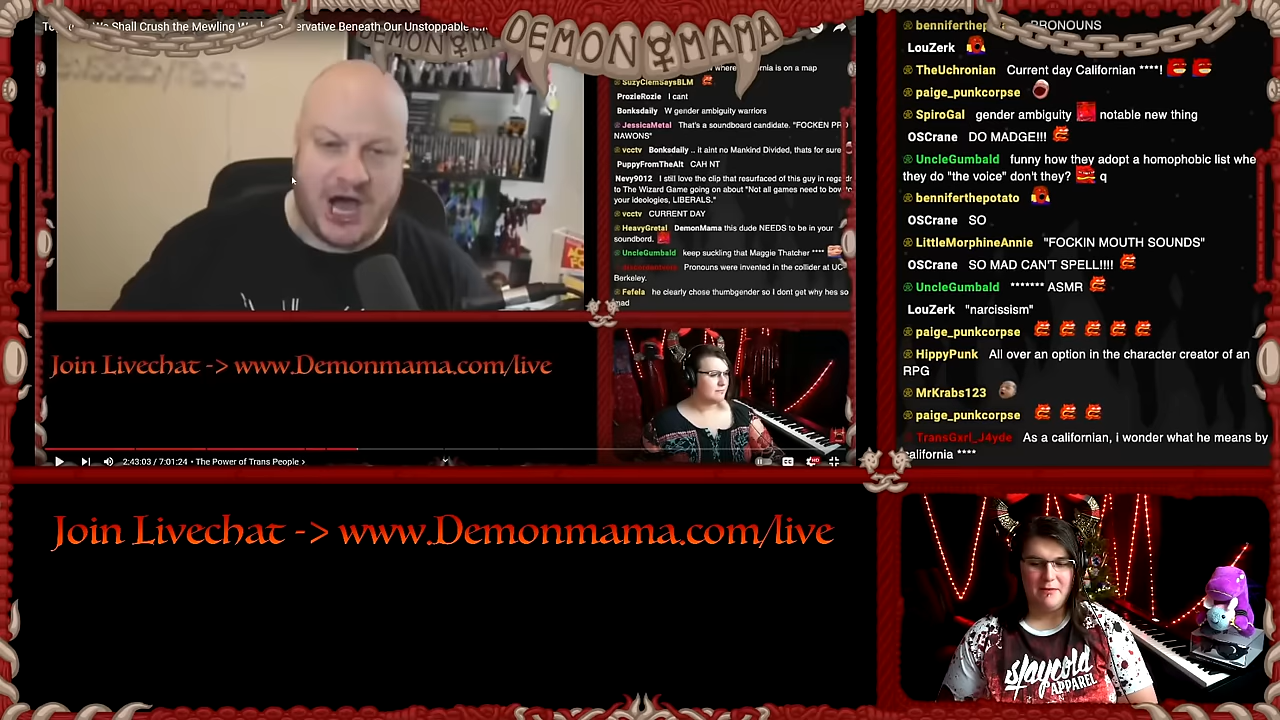 We Shall Crush the Mewling
ervative Beneath Our Unstoppable
DEMON MAMA
where
ia is on a map
SuzyClemSaysBLM
ProzieRozie I cant
Bonksdaily W gender ambiguity warriors
JessicaMetal That's a soundboard candidate. "FOCKEN PRO
NAWONS"
vcctv Bonksdaily .. it aint no Mankind Divided, thats for sure
PuppyFromTheAlt CAH NT
Nevy9012 I still love the clip that resurfaced of this guy in regard
to The Wizard Game going on about "Not all games need to bow to
your ideologies, LIBERALS."
vcctv CURRENT DAY
HeavyGretal DemonMama this dude NEEDS to be in your
soundbord.
UncleGumbald keep suckling that Maggie Thatcher ****
Pronouns were invented in the collider at UC
Berkeley.
Fefela he clearly chose thumbgender so I dont get why hes so
mad
Join Livechat -> www.Demonmama.com/live
2:43:03 / 7:01:24 • The Power of Trans People ›
benniferthep
PRONOUNS
LouZerk
TheUchronian Current day Californian ****!
paige_punkcorpse
SpiroGal gender ambiguity notable new thing
OSCrane DO MADGE!!!
UncleGumbald funny how they adopt a homophobic list whe
they do "the voice" don't they? q
benniferthepotato
OSCrane SO
LittleMorphineAnnie "FOCKIN MOUTH SOUNDS"
OSCrane SO MAD CAN'T SPELL!!!!
UncleGumbald ******* ASMR
LouZerk "narcissism"
paige_punkcorpse
HippyPunk All over an option in the character creator of an
RPG
MrKrabs123
paige_punkcorpse
TransGxrl_J4yde As a californian, i wonder what he means by
california ****
Join Livechat -> www.Demonmama.com/live
slaycold
APPAREL